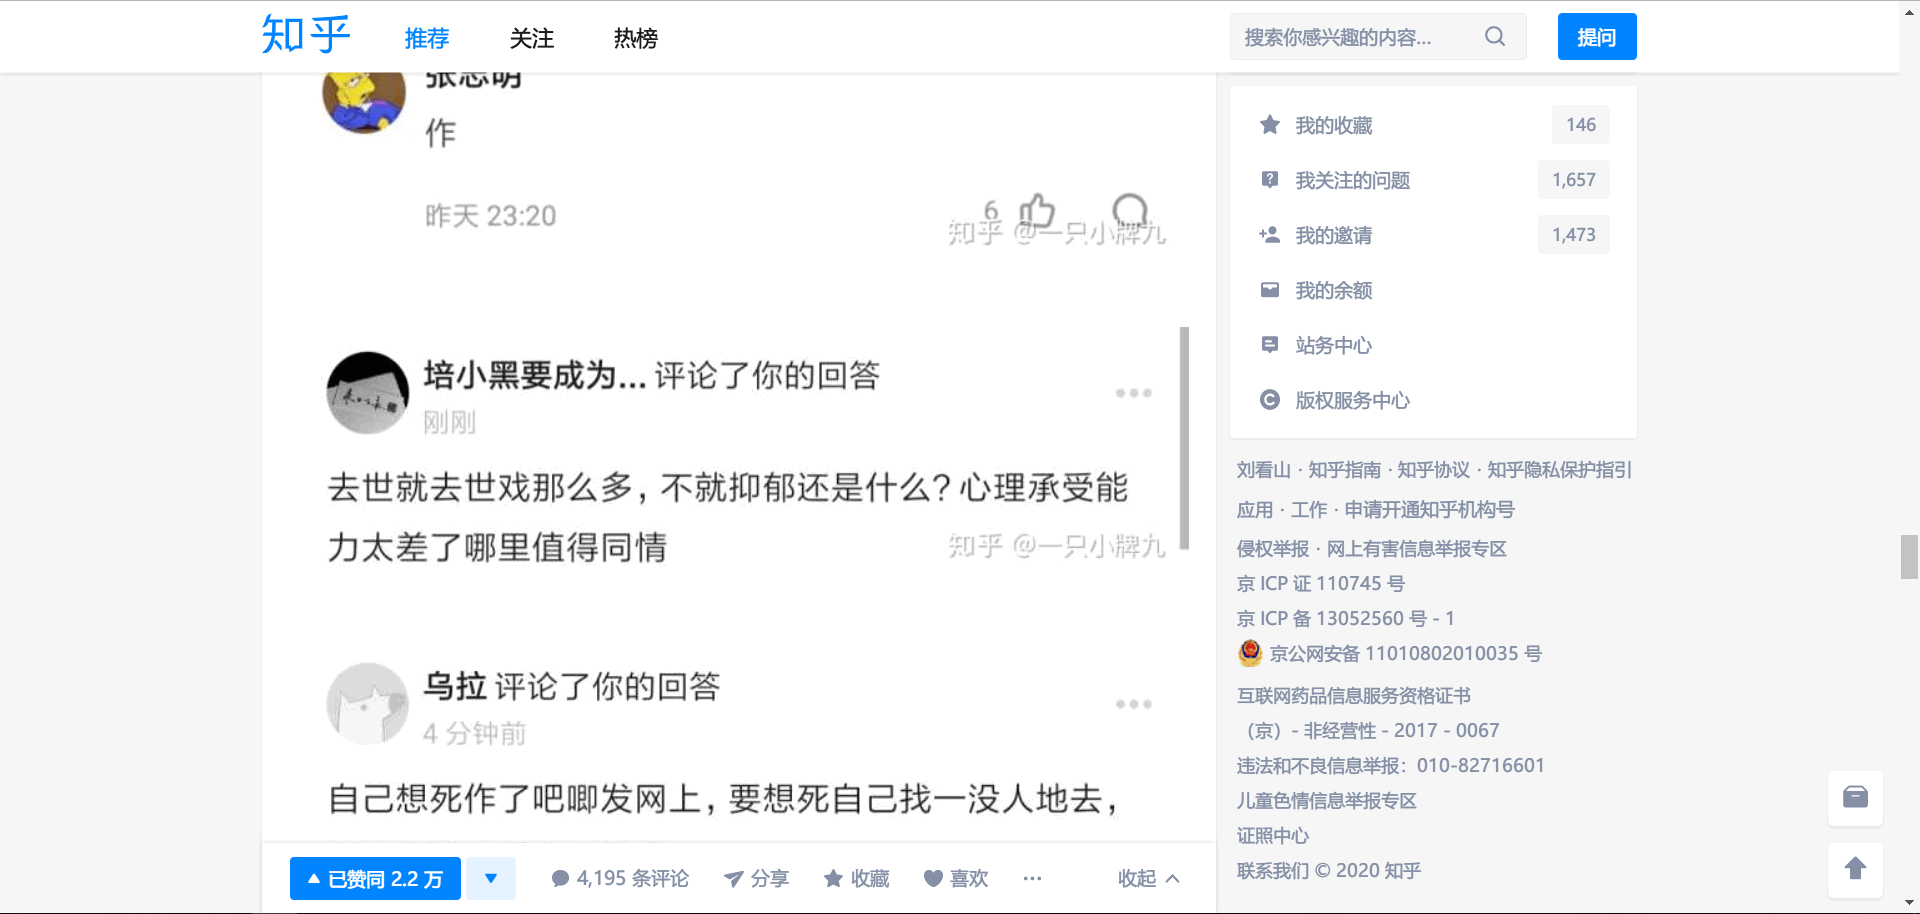 知乎
推荐
关注
热榜
搜索你感兴趣的内容...
提问
张志明
作
昨天 23:20
6
知乎 @一只小牌九
培小黑要成为... 评论了你的回答
刚刚
去世就去世戏那么多，不就抑郁还是什么？心理承受能
力太差了哪里值得同情
知乎 @一只小牌九
乌拉 评论了你的回答
4 分钟前
自己想死作了吧唧发网上，要想死自己找一没人地去，
已赞同 2.2 万
4,195 条评论
分享
收藏
喜欢
收起
我的收藏
146
我关注的问题
1,657
我的邀请
1,473
我的余额
站务中心
版权服务中心
刘看山 · 知乎指南 · 知乎协议 · 知乎隐私保护指引
应用 · 工作 · 申请开通知乎机构号
侵权举报 · 网上有害信息举报专区
京 ICP 证 110745 号
京 ICP 备 13052560 号 - 1
京公网安备 11010802010035 号
互联网药品信息服务资格证书
（京）- 非经营性 - 2017 - 0067
违法和不良信息举报：010-82716601
儿童色情信息举报专区
证照中心
联系我们 © 2020 知乎